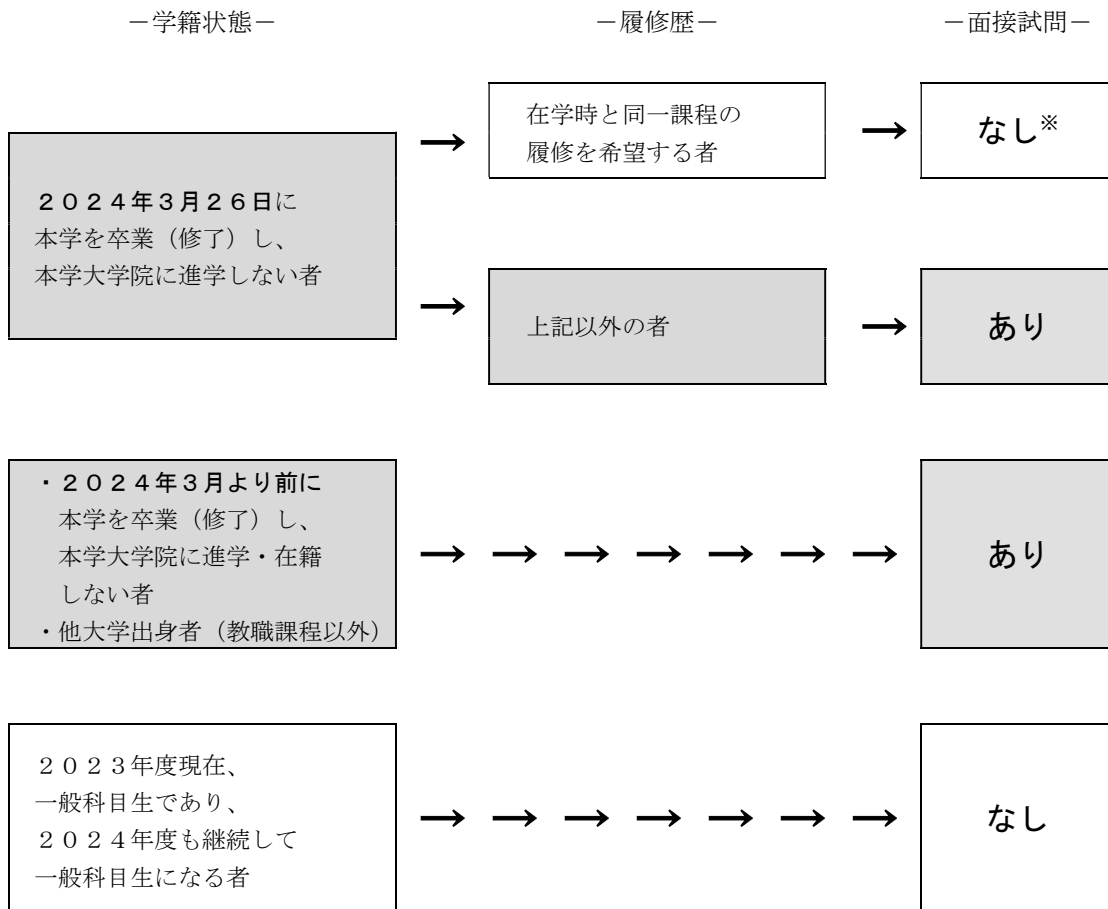 －学籍状態－
－履修歴－
－面接試問－
２０２４年３月２６日に
本学を卒業（修了）し、
本学大学院に進学しない者
→
在学時と同一課程の
履修を希望する者
→
なし※
→
上記以外の者
→
あり
・２０２４年３月より前に
本学を卒業（修了）し、
本学大学院に進学・在籍
しない者
・他大学出身者（教職課程以外）
→ → → → → → →
あり
２０２３年度現在、
一般科目生であり、
２０２４年度も継続して
一般科目生になる者
→ → → → → → →
なし